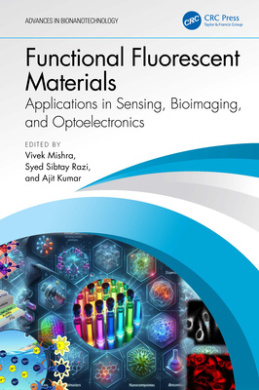 ADVANCES IN BIONANOTECHNOLOGY
CRC
CRC Press
Taylor & Francis Group
Functional Fluorescent
Materials
Applications in Sensing, Bioimaging,
and Optoelectronics
EDITED BY
Vivek Mishra,
Syed Sibtay Razi,
and Ajit Kumar